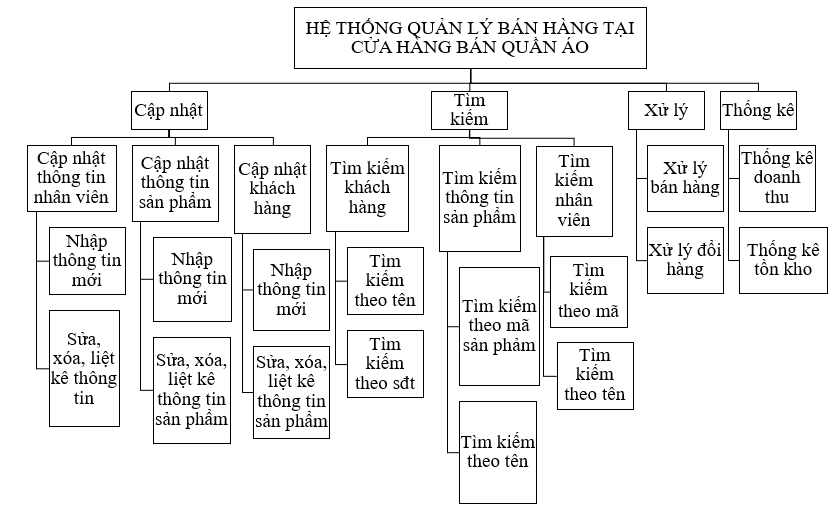 HỆ THỐNG QUẢN LÝ BÁN HÀNG TẠI
CỬA HÀNG BÁN QUẦN ÁO
Cập nhật
Tìm
kiếm
Xử lý
Thống kê
Cập nhật
thông tin
nhân viên
Cập nhật
thông tin
sản phẩm
Cập nhật
khách
hàng
Tìm kiếm
khách
hàng
Tìm kiếm
thông tin
sản phẩm
Tìm
kiếm
nhân
viên
Xử lý
bán hàng
Thống kê
doanh
thu
Nhập
thông tin
mới
Nhập
thông tin
mới
Nhập
thông tin
mới
Tìm
kiếm
theo tên
Tìm kiếm
theo mã
sản phảm
Tìm
kiếm
theo mã
Xử lý đổi
hàng
Thống kê
tồn kho
Sửa,
xóa, liệt
kê thông
tin
Sửa, xóa,
liệt kê
thông tin
sản phẩm
Sửa, xóa,
liệt kê
thông tin
sản phẩm
Tìm
kiếm
theo sđt
Tìm kiếm
theo tên
Tìm
kiếm
theo tên